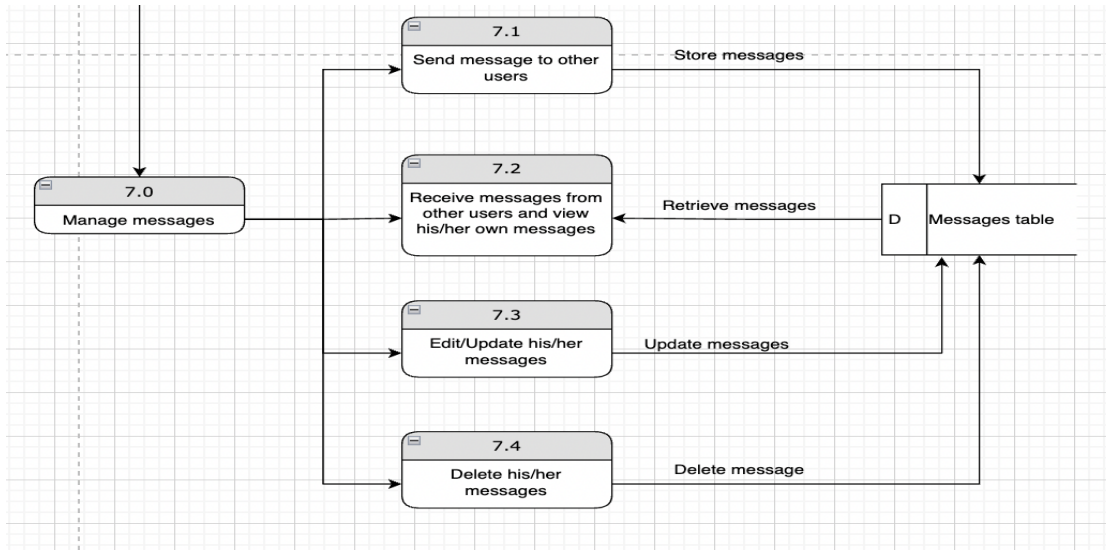 7.1
Send message to other
users
Store messages
7.2
Receive messages from
other users and view
his/her own messages
Retrieve messages
D
Messages table
7.0
Manage messages
7.3
Edit/Update his/her
messages
Update messages
7.4
Delete his/her
messages
Delete message